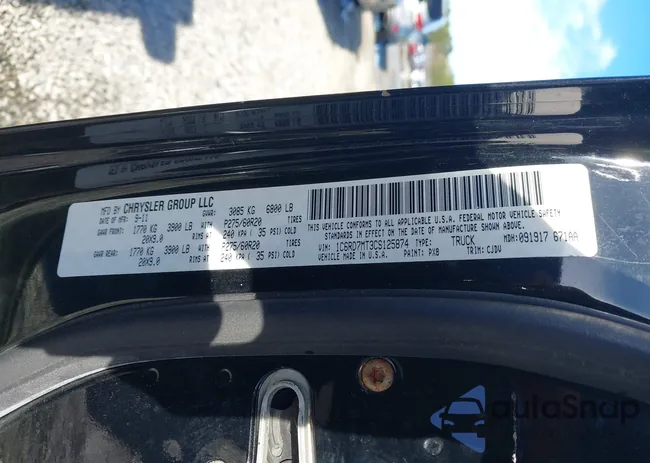 MFD BY CHRYSLER GROUP LLC
DATE OF MFR: 9-11 GVWR: 3085 KG 6800 LB
GAWR FRONT: 1770 KG 3900 LB WITH P275/60R20 TIRES
20X9.0 RIMS AT 240 KPA ( 35 PSI) COLD
GAWR REAR: 1770 KG 3900 LB WITH P275/60R20 TIRES
20X9.0 RIMS AT 240 KPA ( 35 PSI) COLD
THIS VEHICLE CONFORMS TO ALL APPLICABLE U.S.A. FEDERAL MOTOR VEHICLE SAFETY
STANDARDS IN EFFECT ON THE DATE OF MANUFACTURE SHOWN ABOVE.
VIN: 1C6RD7MT3CS125874 TYPE: TRUCK MDH: 091917 671AA
VEHICLE MADE IN U.S.A. PAINT: PX8 TRIM: CJDV
autoSnap